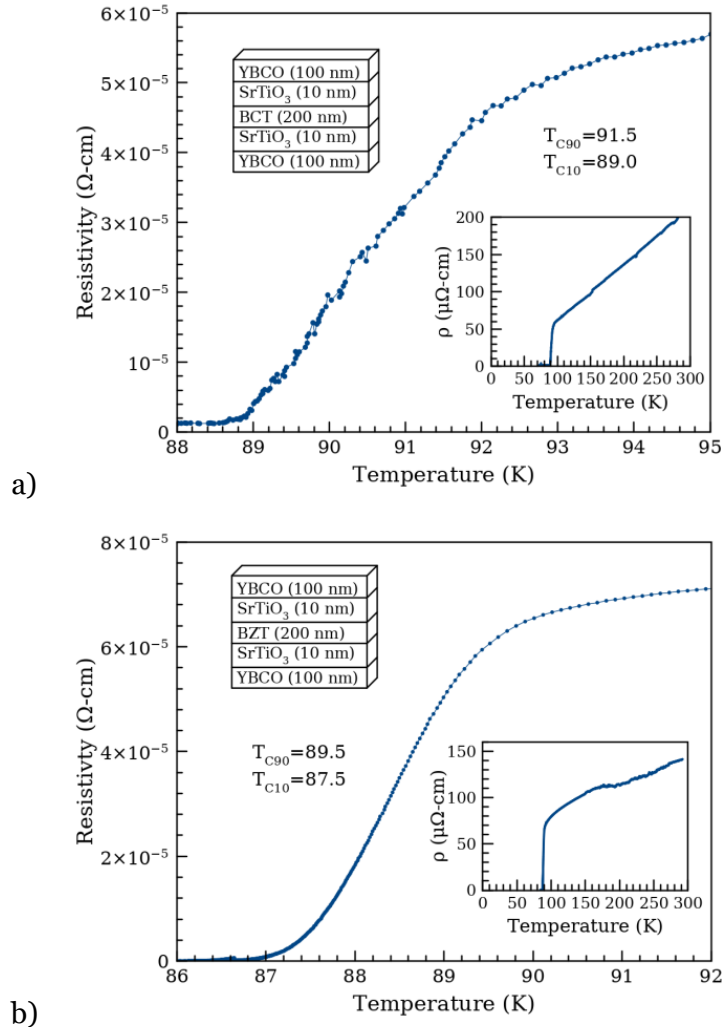 6×10⁻⁵
5×10⁻⁵
4×10⁻⁵
3×10⁻⁵
2×10⁻⁵
1×10⁻⁵
0
Resistivity (Ω-cm)
YBCO (100 nm)
SrTiO₃ (10 nm)
BCT (200 nm)
SrTiO₃ (10 nm)
YBCO (100 nm)
T_C90=91.5
T_C10=89.0
200
150
100
50
0
ρ (μΩ-cm)
0 50 100 150 200 250 300
Temperature (K)
88 89 90 91 92 93 94 95
Temperature (K)
a)
8×10⁻⁵
6×10⁻⁵
4×10⁻⁵
2×10⁻⁵
0
Resistivty (Ω-cm)
YBCO (100 nm)
SrTiO₃ (10 nm)
BZT (200 nm)
SrTiO₃ (10 nm)
YBCO (100 nm)
T_C90=89.5
T_C10=87.5
150
100
50
0
ρ (μΩ-cm)
0 50 100 150 200 250 300
Temperature (K)
86 87 88 89 90 91 92
Temperature (K)
b)